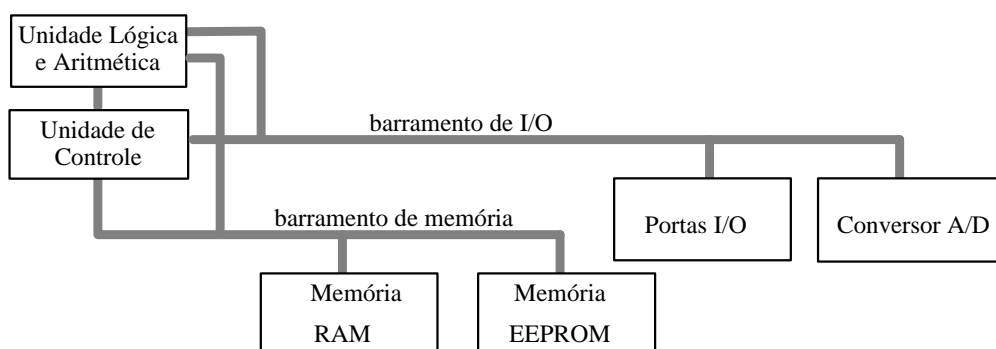 Unidade Lógica
e Aritmética
Unidade de
Controle
barramento de I/O
Portas I/O
Conversor A/D
barramento de memória
Memória
RAM
Memória
EEPROM